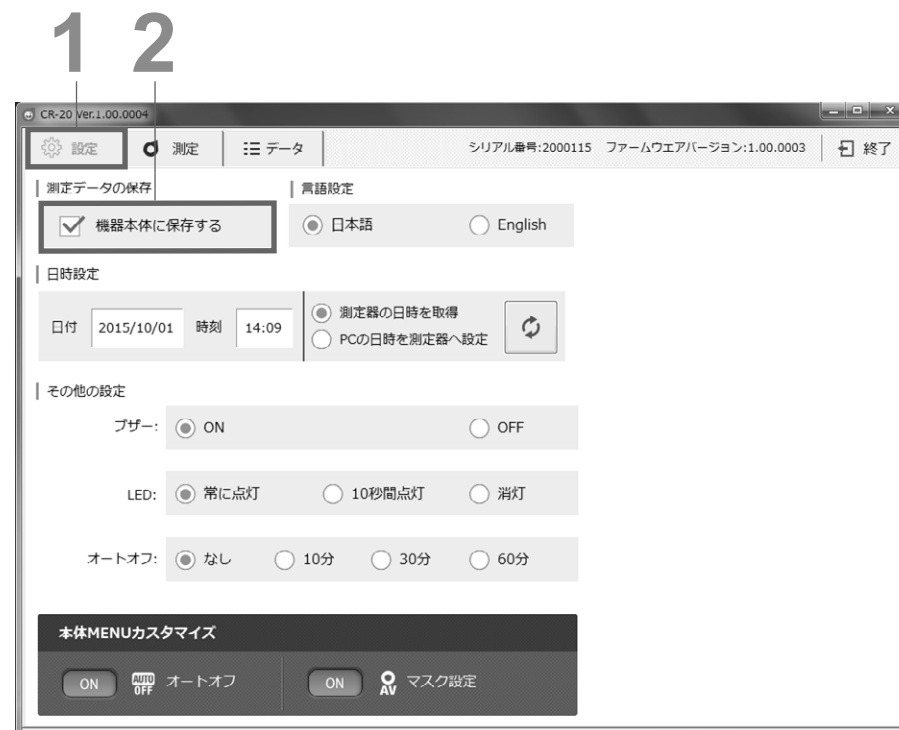 1 2
CR-20 Ver.1.00.0004
設定 測定 データ シリアル番号:2000115 ファームウエアバージョン:1.00.0003 終了
測定データの保存 言語設定
機器本体に保存する 日本語 English
日時設定
日付 2015/10/01 時刻 14:09 測定器の日時を取得
PCの日時を測定器へ設定
その他の設定
ブザー: ON OFF
LED: 常に点灯 10秒間点灯 消灯
オートオフ: なし 10分 30分 60分
本体MENUカスタマイズ
ON AUTO OFF オートオフ ON AV マスク設定